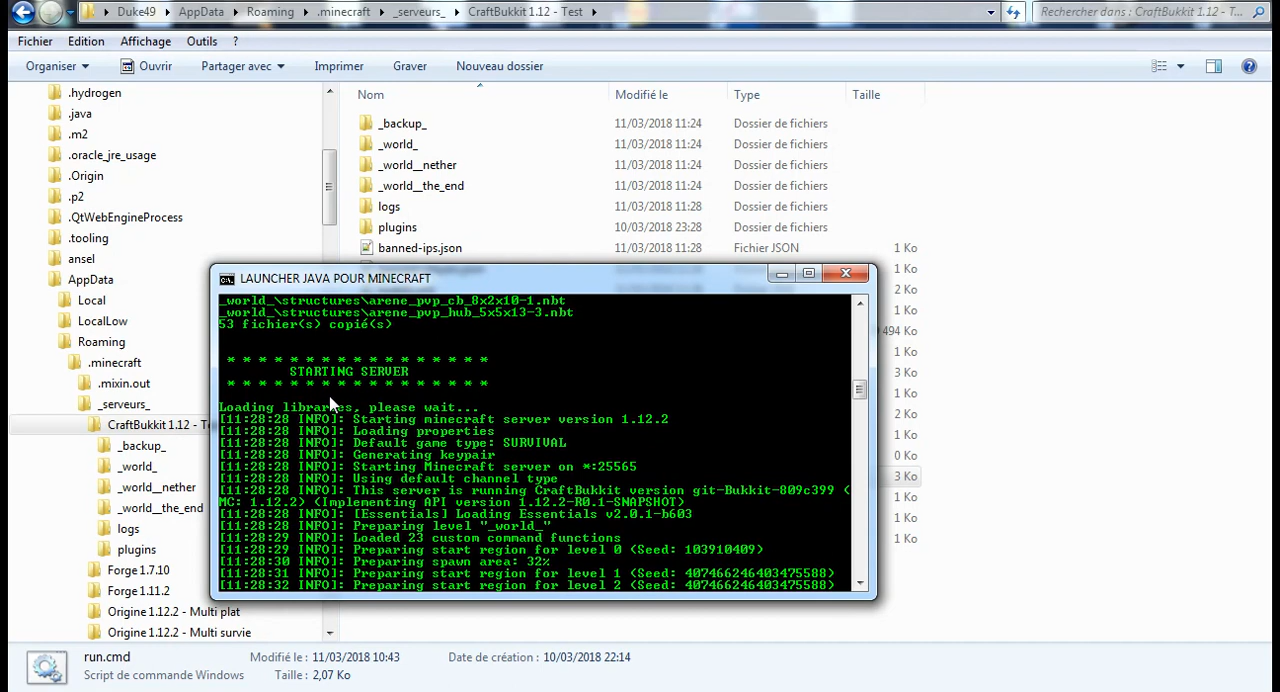 Duke49 ▸ AppData ▸ Roaming ▸ .minecraft ▸ _serveurs_ ▸ CraftBukkit 1.12 - Test ▸
Rechercher dans : CraftBukkit 1.12 - T...
Fichier Edition Affichage Outils ?
Organiser Ouvrir Partager avec Imprimer Graver Nouveau dossier
.hydrogen
.java
.m2
.oracle_jre_usage
.Origin
.p2
.QtWebEngineProcess
.tooling
ansel
AppData
Local
LocalLow
Roaming
.minecraft
.mixin.out
_serveurs_
CraftBukkit 1.12 - Te
_backup_
_world_
_world__nether
_world__the_end
logs
plugins
Forge 1.7.10
Forge 1.11.2
Origine 1.12.2 - Multi plat
Origine 1.12.2 - Multi survie
Nom Modifié le Type Taille
_backup_ 11/03/2018 11:24 Dossier de fichiers
_world_ 11/03/2018 11:24 Dossier de fichiers
_world__nether 11/03/2018 11:24 Dossier de fichiers
_world__the_end 11/03/2018 11:24 Dossier de fichiers
logs 11/03/2018 11:28 Dossier de fichiers
plugins 10/03/2018 23:28 Dossier de fichiers
banned-ips.json 11/03/2018 11:28 Fichier JSON 1 Ko
2 Ko
2 Ko
1 Ko
494 Ko
1 Ko
3 Ko
1 Ko
1 Ko
0 Ko
3 Ko
1 Ko
1 Ko
1 Ko
LAUNCHER JAVA POUR MINECRAFT
_world_\structures\arene_pvp_cb_8x2x10-1.nbt
_world_\structures\arene_pvp_hub_5x5x13-3.nbt
53 fichier(s) copié(s)
* * * * * * * * * * * * * * * * *
STARTING SERVER
* * * * * * * * * * * * * * * * *
Loading libraries, please wait...
[11:28:28 INFO]: Starting minecraft server version 1.12.2
[11:28:28 INFO]: Loading properties
[11:28:28 INFO]: Default game type: SURVIVAL
[11:28:28 INFO]: Generating keypair
[11:28:28 INFO]: Starting Minecraft server on *:25565
[11:28:28 INFO]: Using default channel type
[11:28:28 INFO]: This server is running CraftBukkit version git-Bukkit-809c399 (
MC: 1.12.2) (Implementing API version 1.12.2-R0.1-SNAPSHOT)
[11:28:28 INFO]: [Essentials] Loading Essentials v2.0.1-b603
[11:28:28 INFO]: Preparing level "_world_"
[11:28:29 INFO]: Loaded 23 custom command functions
[11:28:29 INFO]: Preparing start region for level 0 (Seed: 103910409)
[11:28:30 INFO]: Preparing spawn area: 32%
[11:28:31 INFO]: Preparing start region for level 1 (Seed: 407466246403475588)
[11:28:32 INFO]: Preparing start region for level 2 (Seed: 407466246403475588)
run.cmd Modifié le : 11/03/2018 10:43 Date de création : 10/03/2018 22:14
Script de commande Windows Taille : 2,07 Ko